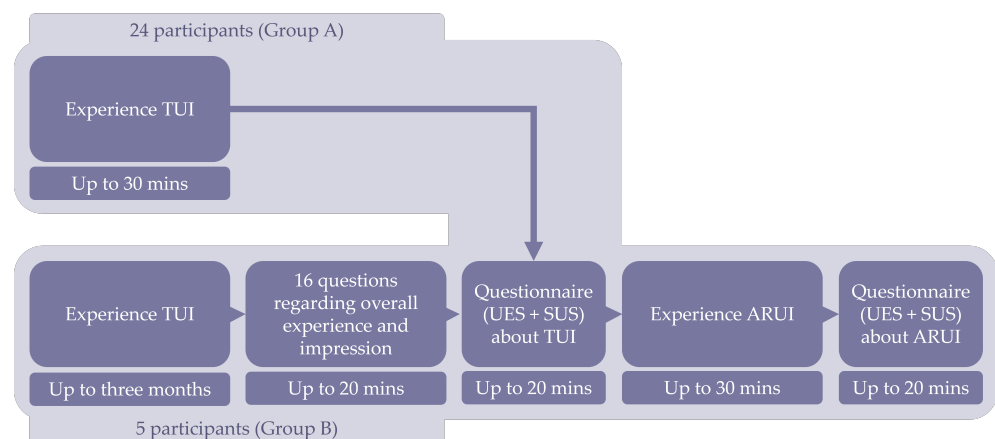 24 participants (Group A)
Experience TUI
Up to 30 mins
Experience TUI
Up to three months
16 questions
regarding overall
experience and
impression
Up to 20 mins
Questionnaire
(UES + SUS)
about TUI
Up to 20 mins
Experience ARUI
Up to 30 mins
Questionnaire
(UES + SUS)
about ARUI
Up to 20 mins
5 participants (Group B)